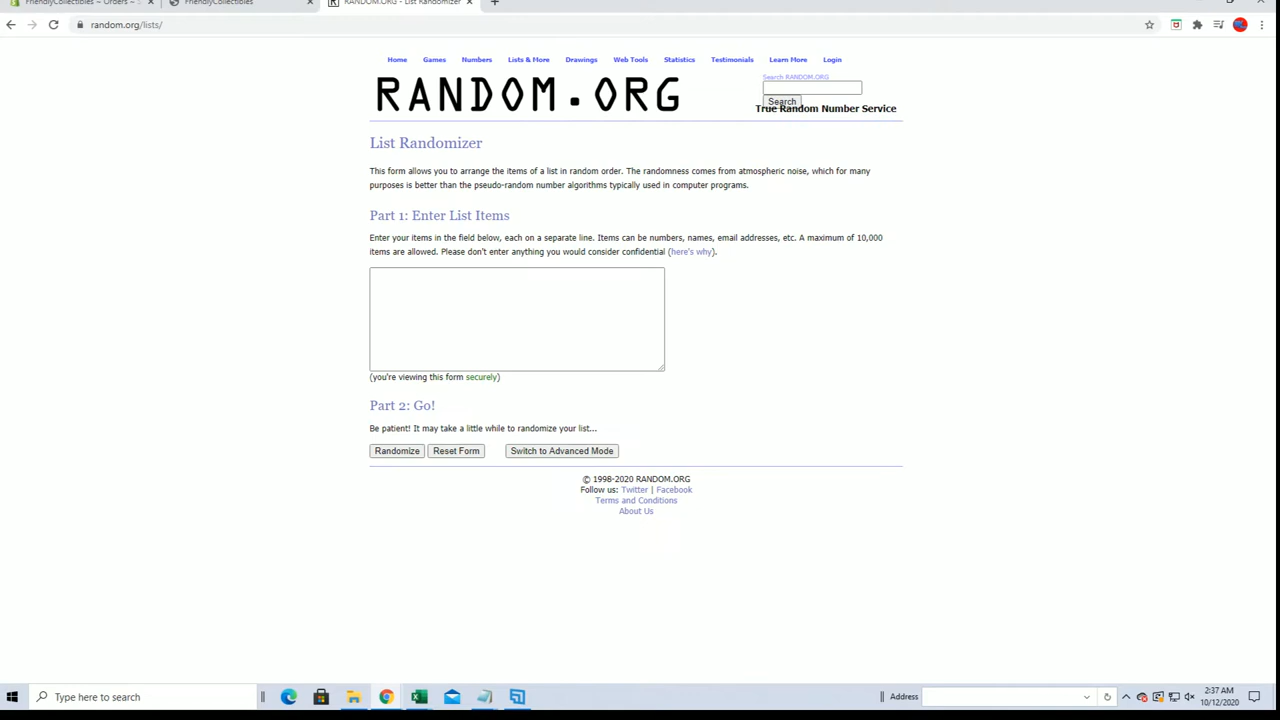 FriendlyCollectibles ~ Orders ~
FriendlyCollectibles
RANDOM.ORG - List Randomizer
random.org/lists/
Home Games Numbers Lists & More Drawings Web Tools Statistics Testimonials Learn More Login
RANDOM.ORG
Search RANDOM.ORG
Search
True Random Number Service
List Randomizer
This form allows you to arrange the items of a list in random order. The randomness comes from atmospheric noise, which for many
purposes is better than the pseudo-random number algorithms typically used in computer programs.
Part 1: Enter List Items
Enter your items in the field below, each on a separate line. Items can be numbers, names, email addresses, etc. A maximum of 10,000
items are allowed. Please don't enter anything you would consider confidential (here's why).
(you're viewing this form securely)
Part 2: Go!
Be patient! It may take a little while to randomize your list...
Randomize Reset Form Switch to Advanced Mode
© 1998-2020 RANDOM.ORG
Follow us: Twitter | Facebook
Terms and Conditions
About Us
Type here to search
Address
2:37 AM
10/12/2020